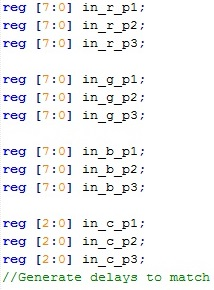 reg [7:0] in_r_p1;
reg [7:0] in_r_p2;
reg [7:0] in_r_p3;
reg [7:0] in_g_p1;
reg [7:0] in_g_p2;
reg [7:0] in_g_p3;
reg [7:0] in_b_p1;
reg [7:0] in_b_p2;
reg [7:0] in_b_p3;
reg [2:0] in_c_p1;
reg [2:0] in_c_p2;
reg [2:0] in_c_p3;
//Generate delays to match